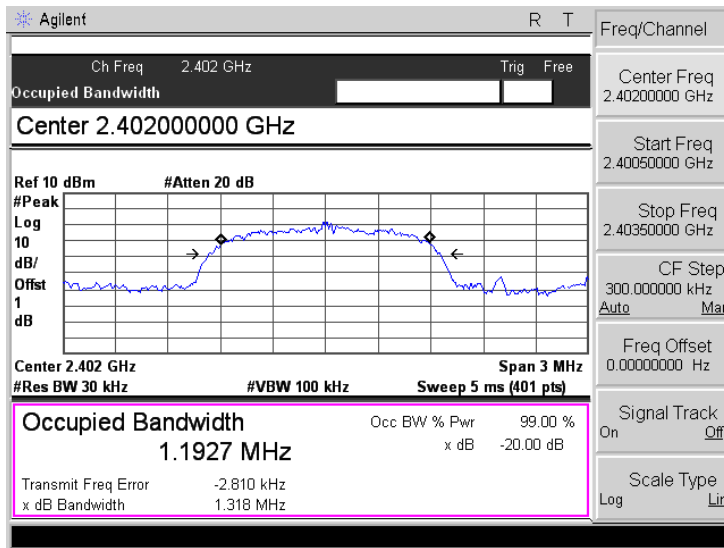 Agilent R T
Ch Freq 2.402 GHz Trig Free
Occupied Bandwidth
Center 2.402000000 GHz
Ref 10 dBm #Atten 20 dB
#Peak
Log
10
dB/
Offst
1
dB
Center 2.402 GHz Span 3 MHz
#Res BW 30 kHz #VBW 100 kHz Sweep 5 ms (401 pts)
Occupied Bandwidth
1.1927 MHz
Occ BW % Pwr 99.00 %
x dB -20.00 dB
Transmit Freq Error -2.810 kHz
x dB Bandwidth 1.318 MHz
Freq/Channel
Center Freq
2.40200000 GHz
Start Freq
2.40050000 GHz
Stop Freq
2.40350000 GHz
CF Step
300.000000 kHz
Auto Man
Freq Offset
0.00000000 Hz
Signal Track
On Off
Scale Type
Log Lin